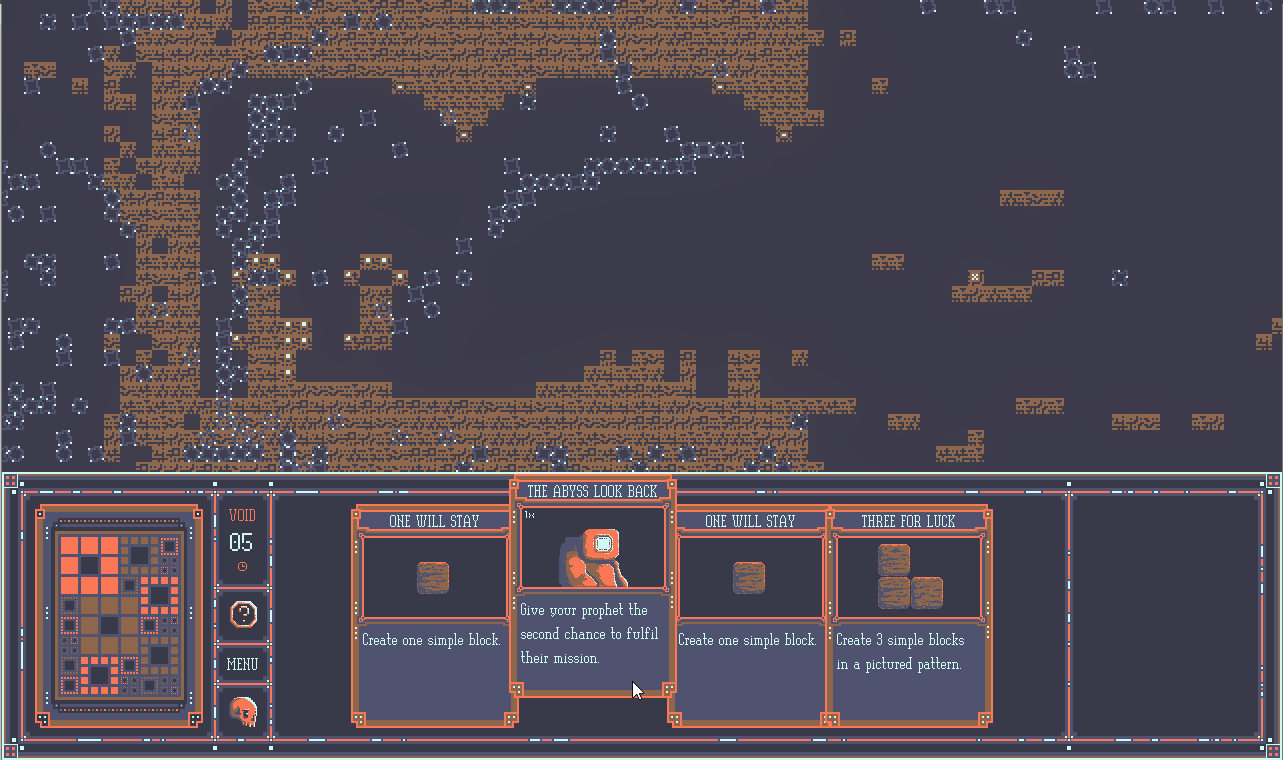 VOID
05
?
MENU
ONE WILL STAY
Create one simple block.
THE ABYSS LOOK BACK
1x
Give your prophet the
second chance to fulfil
their mission.
ONE WILL STAY
Create one simple block.
THREE FOR LUCK
Create 3 simple blocks
in a pictured pattern.